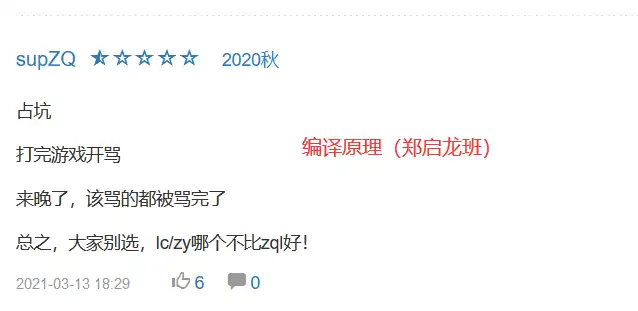 supZQ 2020秋
占坑
打完游戏开骂
编译原理（郑启龙班）
来晚了，该骂的都被骂完了
总之，大家别选，lc/zy哪个不比zql好！
2021-03-13 18:29 6 0